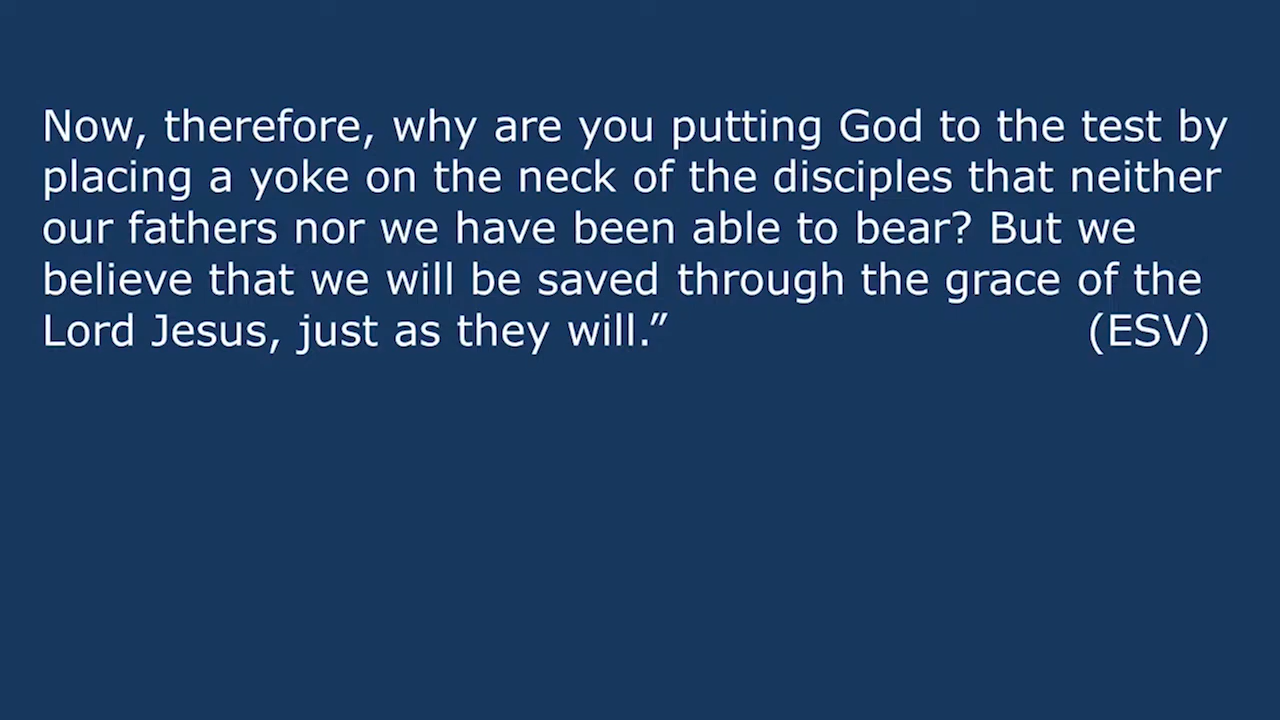 Now, therefore, why are you putting God to the test by
placing a yoke on the neck of the disciples that neither
our fathers nor we have been able to bear? But we
believe that we will be saved through the grace of the
Lord Jesus, just as they will.” (ESV)